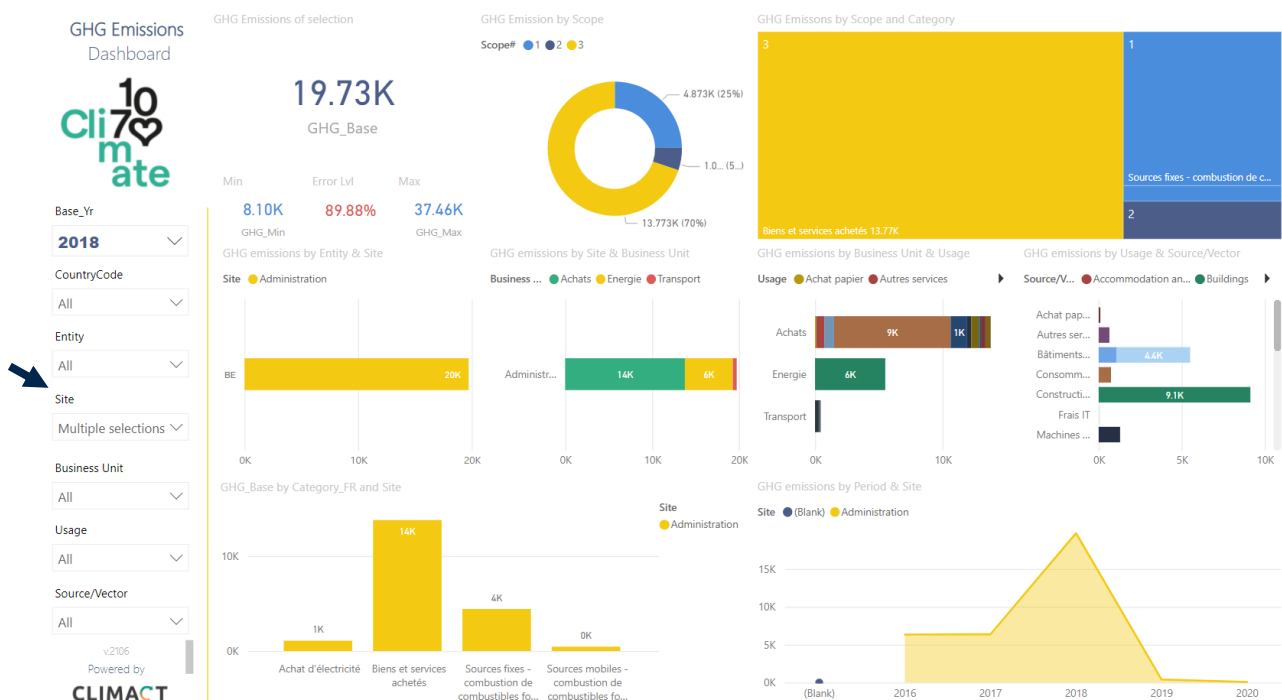 GHG Emissions
Dashboard
Cli
10
70
m
ate
Base_Yr
2018
CountryCode
All
Entity
All
Site
Multiple selections
Business Unit
All
Usage
All
Source/Vector
All
v.2106
Powered by
CLIMACT
GHG Emissions of selection
19.73K
GHG_Base
Min
Error Lvl
Max
8.10K
89.88%
37.46K
GHG_Min
GHG_Max
GHG Emission by Scope
Scope# 1 2 3
4.873K (25%)
1.0... (5...)
13.773K (70%)
GHG Emissons by Scope and Category
3
Biens et services achetés 13.77K
1
Sources fixes - combustion de c...
2
GHG emissions by Entity & Site
Site Administration
BE
20K
0K 10K 20K
GHG emissions by Site & Business Unit
Business ... Achats Energie Transport
Administr...
14K
6K
0K 10K 20K
GHG emissions by Business Unit & Usage
Usage Achat papier Autres services
Achats
9K
1K
Energie
6K
Transport
0K 10K
GHG emissions by Usage & Source/Vector
Source/V... Accommodation an... Buildings
Achat pap...
Autres ser...
Bâtiments...
4.4K
Consomm...
Constructi...
9.1K
Frais IT
Machines ...
0K 5K 10K
GHG_Base by Category_FR and Site
Site
Administration
10K
0K
1K
14K
4K
0K
Achat d'électricité
Biens et services
achetés
Sources fixes -
combustion de
combustibles fo...
Sources mobiles -
combustion de
combustibles fo...
GHG emissions by Period & Site
Site (Blank) Administration
15K
10K
5K
0K
(Blank) 2016 2017 2018 2019 2020